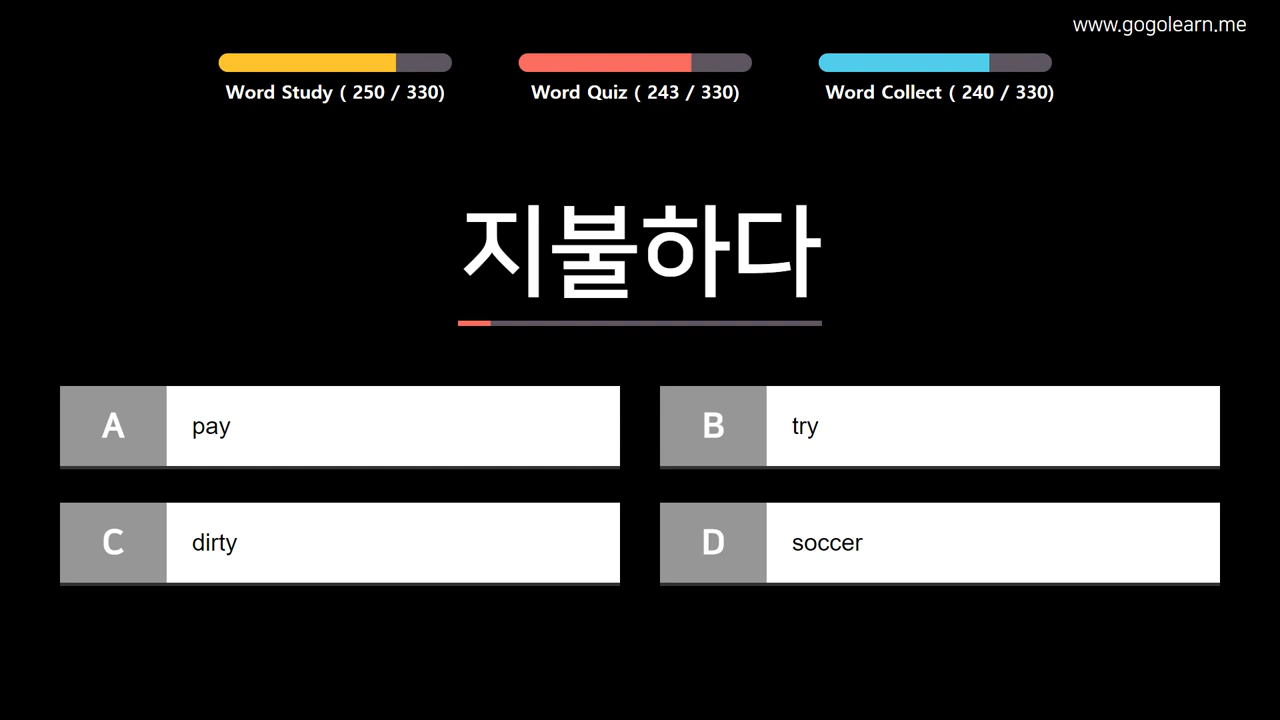 www.gogolearn.me
Word Study ( 250 / 330)
Word Quiz ( 243 / 330)
Word Collect ( 240 / 330)
지불하다
A pay
B try
C dirty
D soccer